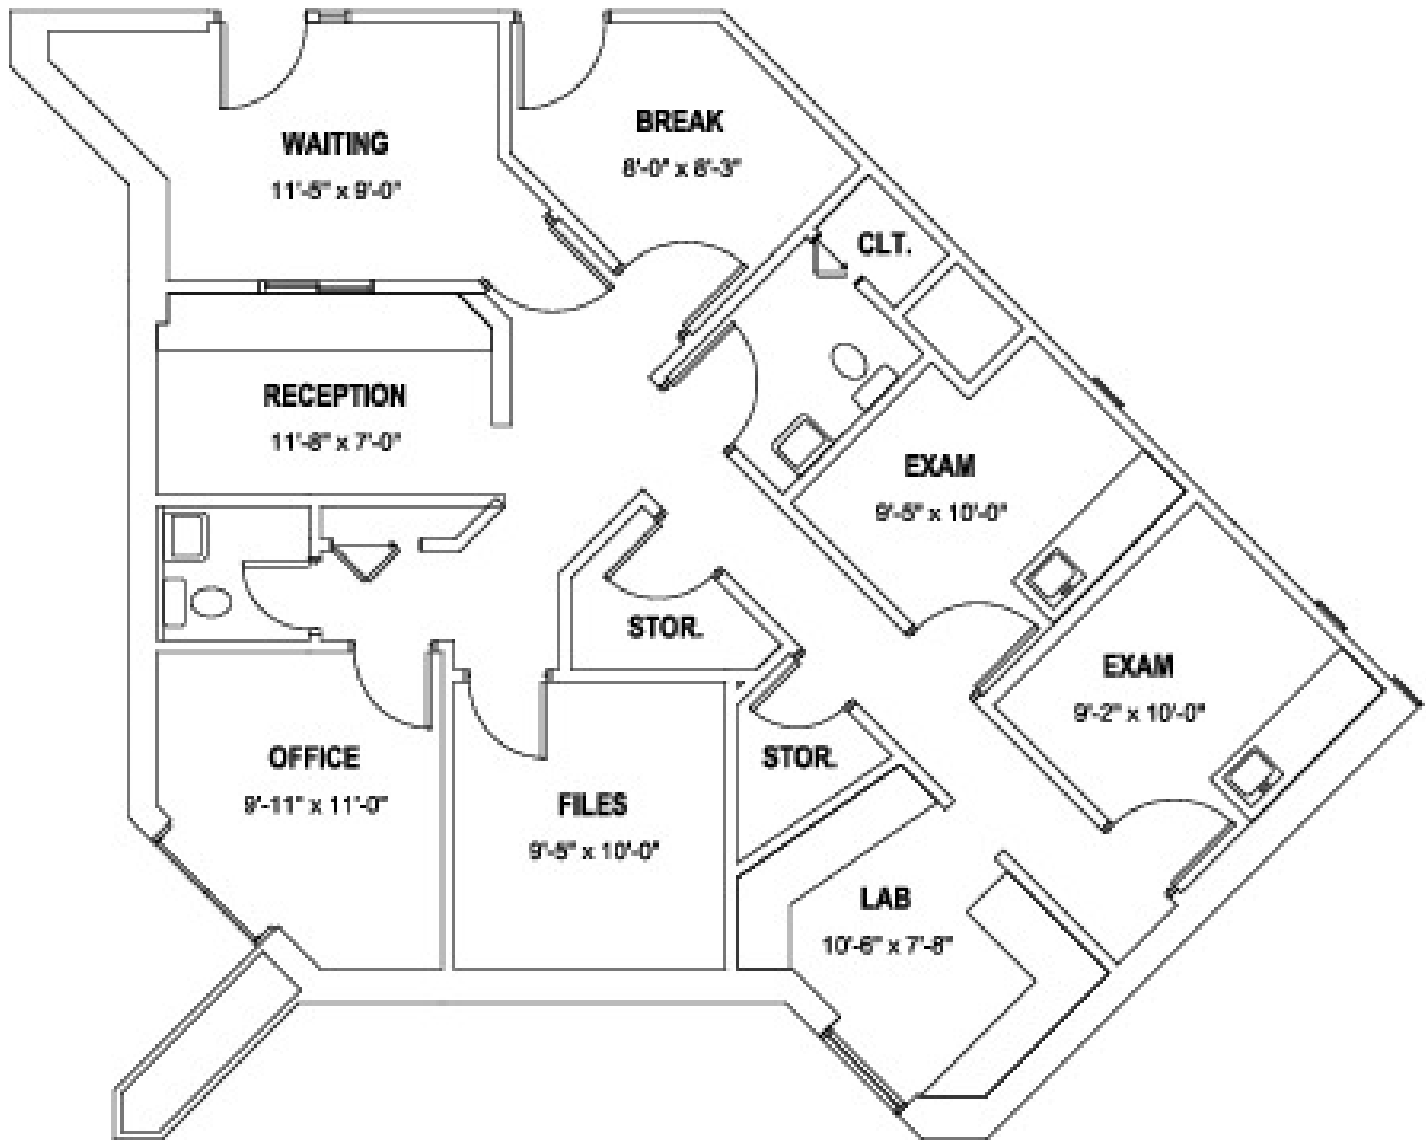 WAITING
11'-5" x 9'-0"
BREAK
8'-0" x 8'-3"
CLT.
RECEPTION
11'-8" x 7'-0"
EXAM
9'-5" x 10'-0"
STOR.
EXAM
9'-2" x 10'-0"
OFFICE
9'-11" x 11'-0"
STOR.
FILES
9'-5" x 10'-0"
LAB
10'-6" x 7'-8"